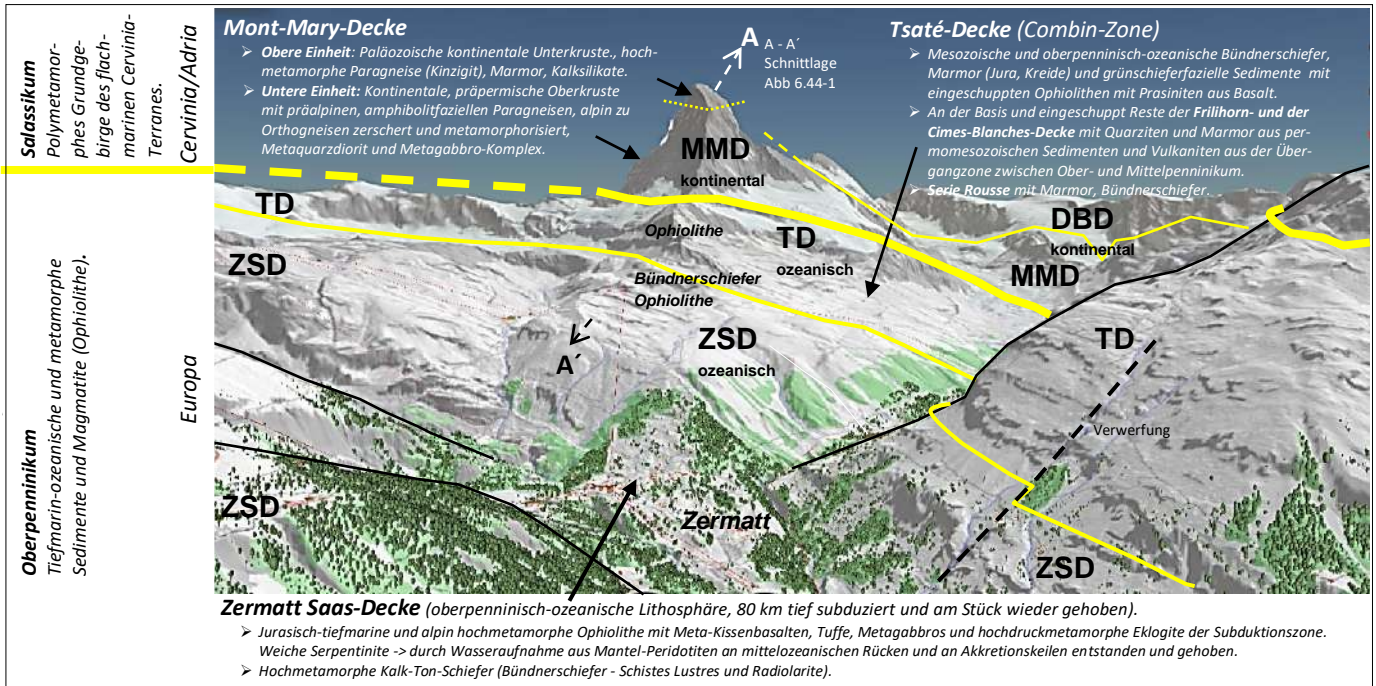 Salassikum
Polymetamor-
phes Grundge-
birge des flach-
marinen Cervinia-
Terranes.
Cervinia/Adria
Oberpenninikum
Tiefmarin-ozeanische und metamorphe
Sedimente und Magmatite (Ophiolithe).
Europa
Mont-Mary-Decke
➢ Obere Einheit: Paläozoische kontinentale Unterkruste., hoch-
metamorphe Paragneise (Kinzigit), Marmor, Kalksilikate.
➢ Untere Einheit: Kontinentale, präpermische Oberkruste
mit präalpinen, amphibolitfaziellen Paragneisen, alpin zu
Orthogneisen zerschert und metamorphorisiert,
Metaquarzdiorit und Metagabbro-Komplex.
A
A - A´
Schnittlage
Abb 6.44-1
Tsaté-Decke (Combin-Zone)
➢ Mesozoische und oberpenninisch-ozeanische Bündnerschiefer,
Marmor (Jura, Kreide) und grünschieferfazielle Sedimente mit
eingeschuppten Ophiolithen mit Prasiniten aus Basalt.
➢ An der Basis und eingeschuppt Reste der Frilihorn- und der
Cimes-Blanches-Decke mit Quarziten und Marmor aus per-
momesozoischen Sedimenten und Vulkaniten aus der Über-
gangzone zwischen Ober- und Mittelpenninikum.
➢ Serie Rousse mit Marmor, Bündnerschiefer.
MMD
kontinental
TD
Ophiolithe
TD
ozeanisch
DBD
kontinental
MMD
ZSD
Bündnerschiefer
Ophiolithe
ZSD
ozeanisch
A´
TD
Verwerfung
ZSD
Zermatt
ZSD
Zermatt Saas-Decke (oberpenninisch-ozeanische Lithosphäre, 80 km tief subduziert und am Stück wieder gehoben).
➢ Jurasisch-tiefmarine und alpin hochmetamorphe Ophiolithe mit Meta-Kissenbasalten, Tuffe, Metagabbros und hochdruckmetamorphe Eklogite der Subduktionszone.
Weiche Serpentinite -> durch Wasseraufnahme aus Mantel-Peridotiten an mittelozeanischen Rücken und an Akkretionskeilen entstanden und gehoben.
➢ Hochmetamorphe Kalk-Ton-Schiefer (Bündnerschiefer - Schistes Lustres und Radiolarite).